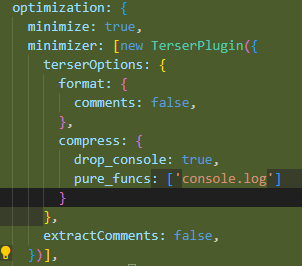 optimization: {
minimize: true,
minimizer: [new TerserPlugin({
terserOptions: {
format: {
comments: false,
},
compress: {
drop_console: true,
pure_funcs: ['console.log']
}
},
extractComments: false,
})],